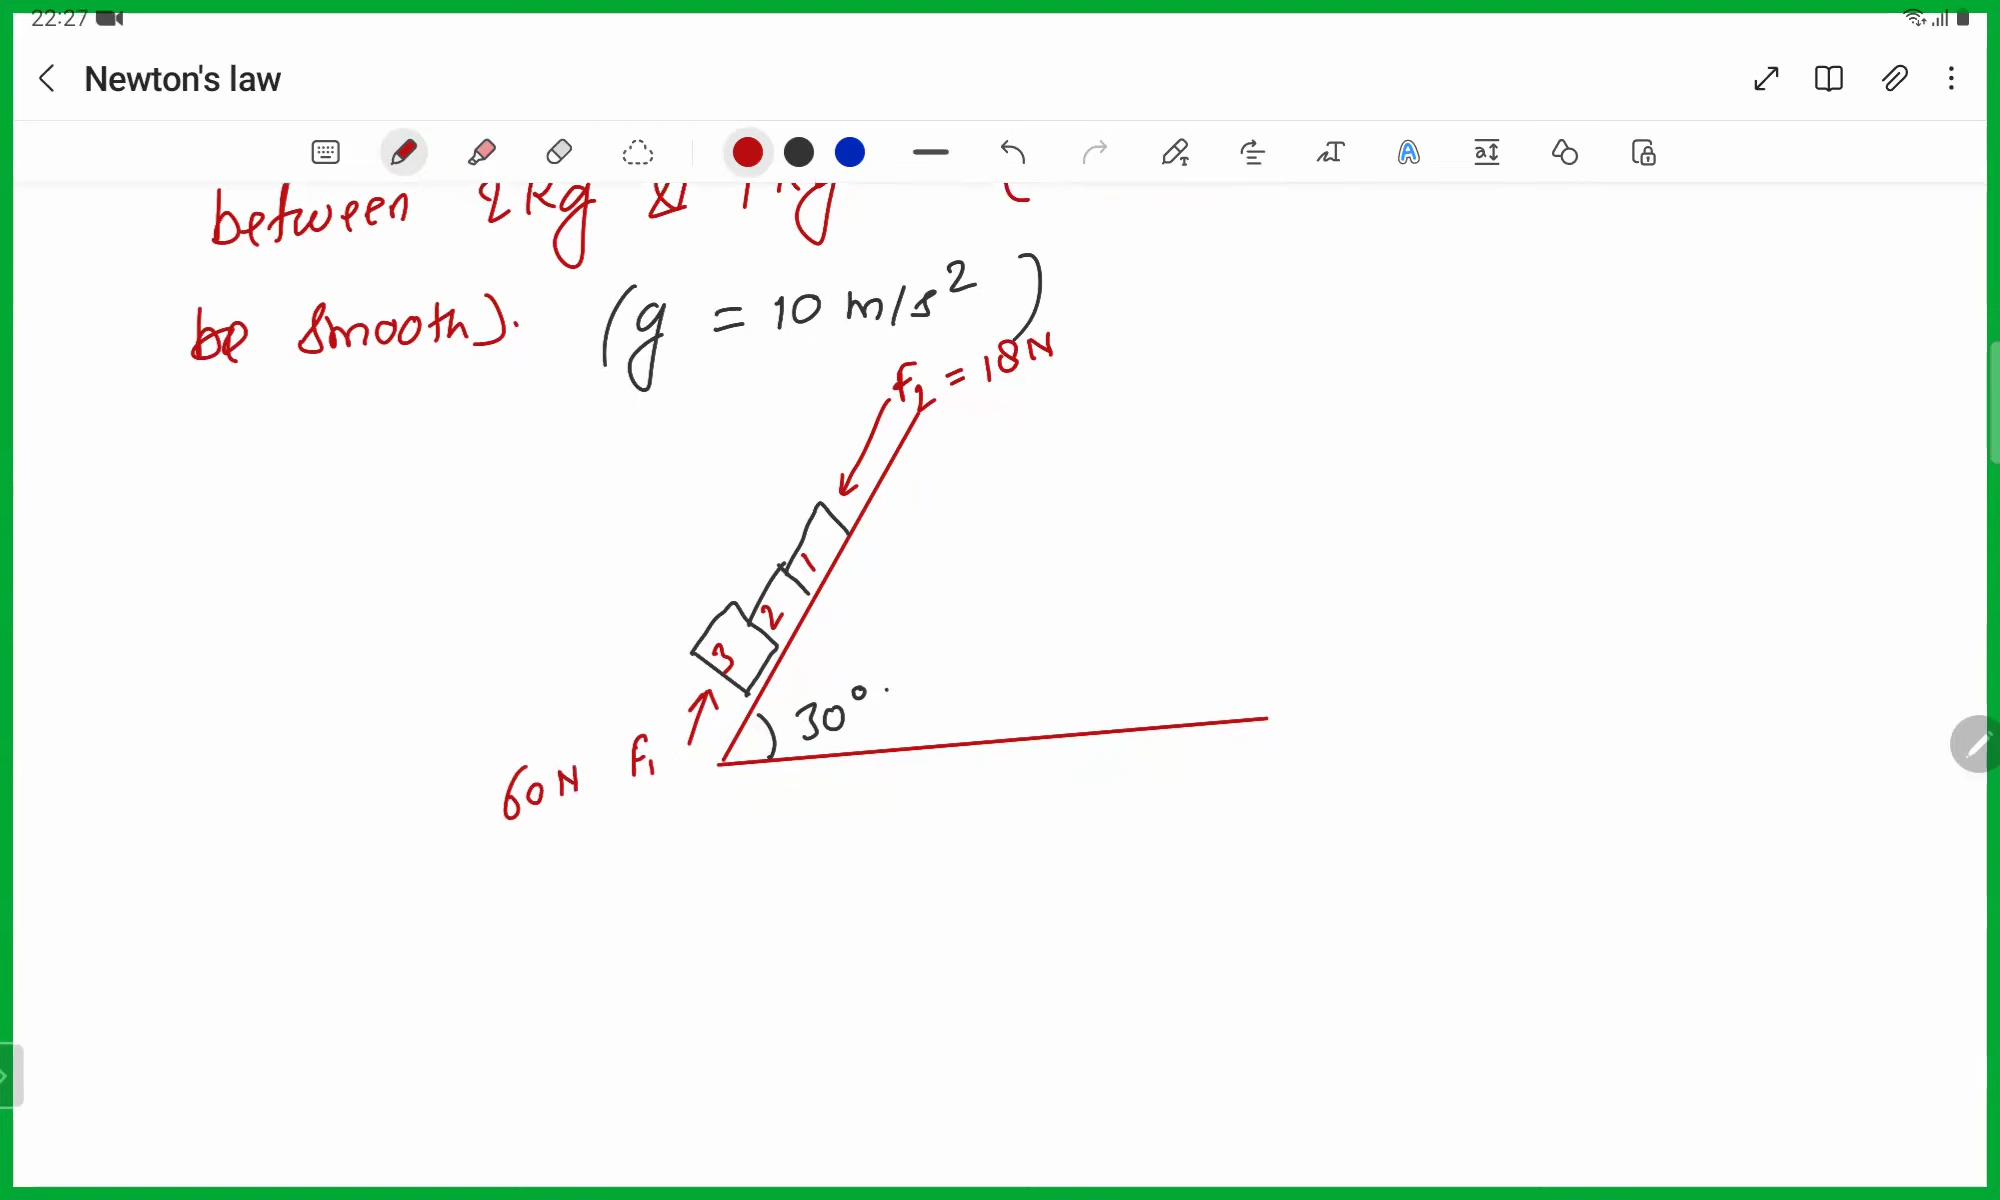 22:27
Newton's law
between 2kg & 1kg
be smooth). (g = 10 m/s²)
F₂ = 18N
1
2
3
30°
60N F₁